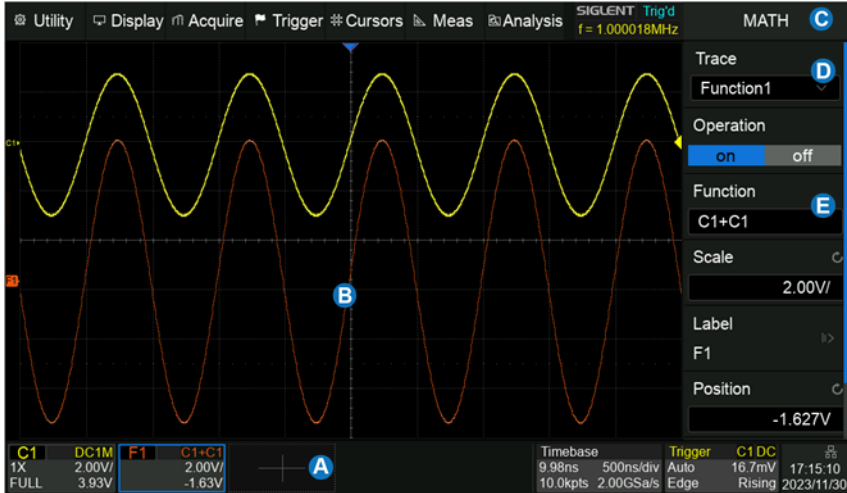 Utility Display Acquire Trigger Cursors Meas Analysis SIGLENT Trig'd
f = 1.000018MHz
MATH C
Trace
D
Function1
Operation
on off
Function
E
C1+C1
Scale
2.00V/
Label
F1
Position
-1.627V
C1
F1
B
C1 DC1M
1X 2.00V/
FULL 3.93V
F1 C1+C1
2.00V/
-1.63V
A
Timebase
9.98ns 500ns/div
10.0kpts 2.00GSa/s
Trigger C1 DC
Auto 16.7mV
Edge Rising
17:15:10
2023/11/30